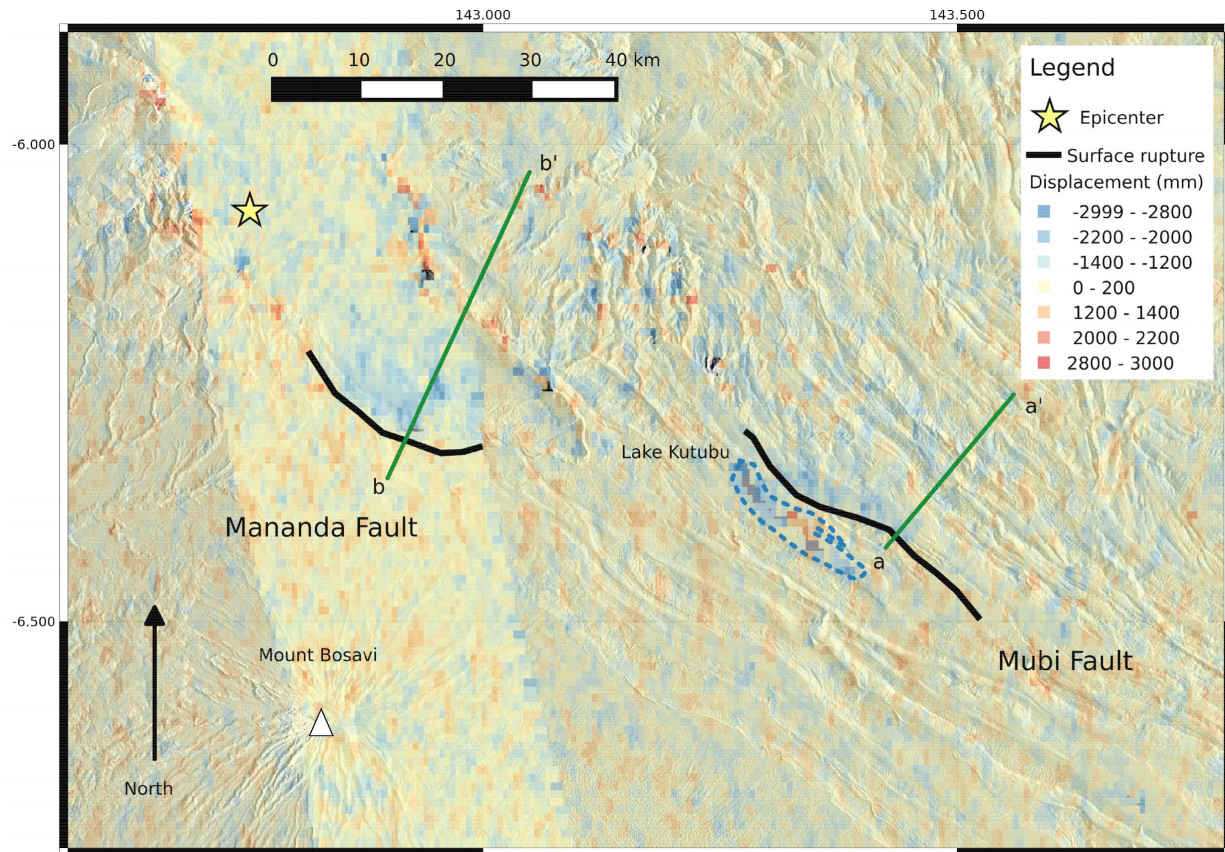 143.000
143.500
0 10 20 30 40 km
Legend
Epicenter
Surface rupture
Displacement (mm)
-2999 - -2800
-2200 - -2000
-1400 - -1200
0 - 200
1200 - 1400
2000 - 2200
2800 - 3000
-6.000
b'
a'
Lake Kutubu
b
Mananda Fault
a
-6.500
Mount Bosavi
Mubi Fault
North